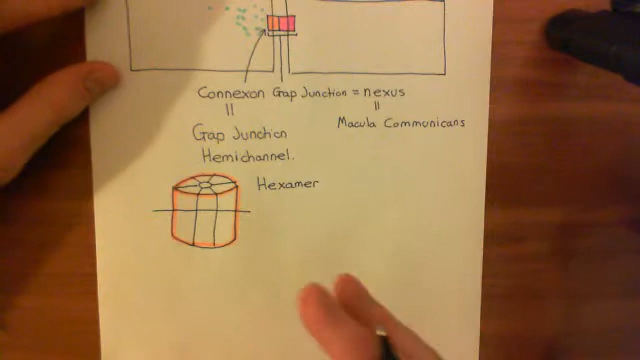 Connexon Gap Junction = nexus
=
=
Gap Junction
Macula Communicans
Hemichannel.
Hexamer